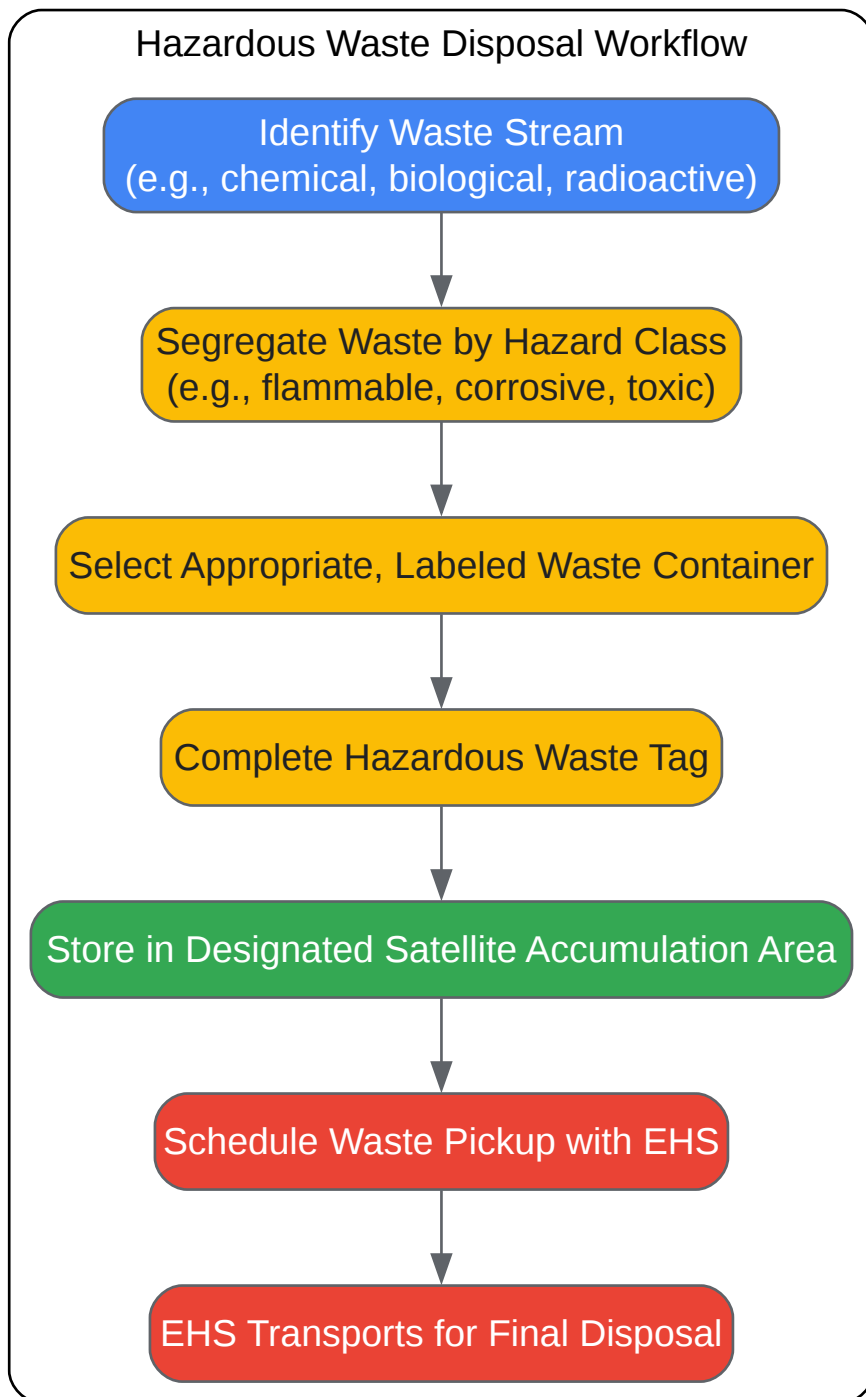 Hazardous Waste Disposal Workflow
Identify Waste Stream
(e.g., chemical, biological, radioactive)
Segregate Waste by Hazard Class
(e.g., flammable, corrosive, toxic)
Select Appropriate, Labeled Waste Container
Complete Hazardous Waste Tag
Store in Designated Satellite Accumulation Area
Schedule Waste Pickup with EHS
EHS Transports for Final Disposal